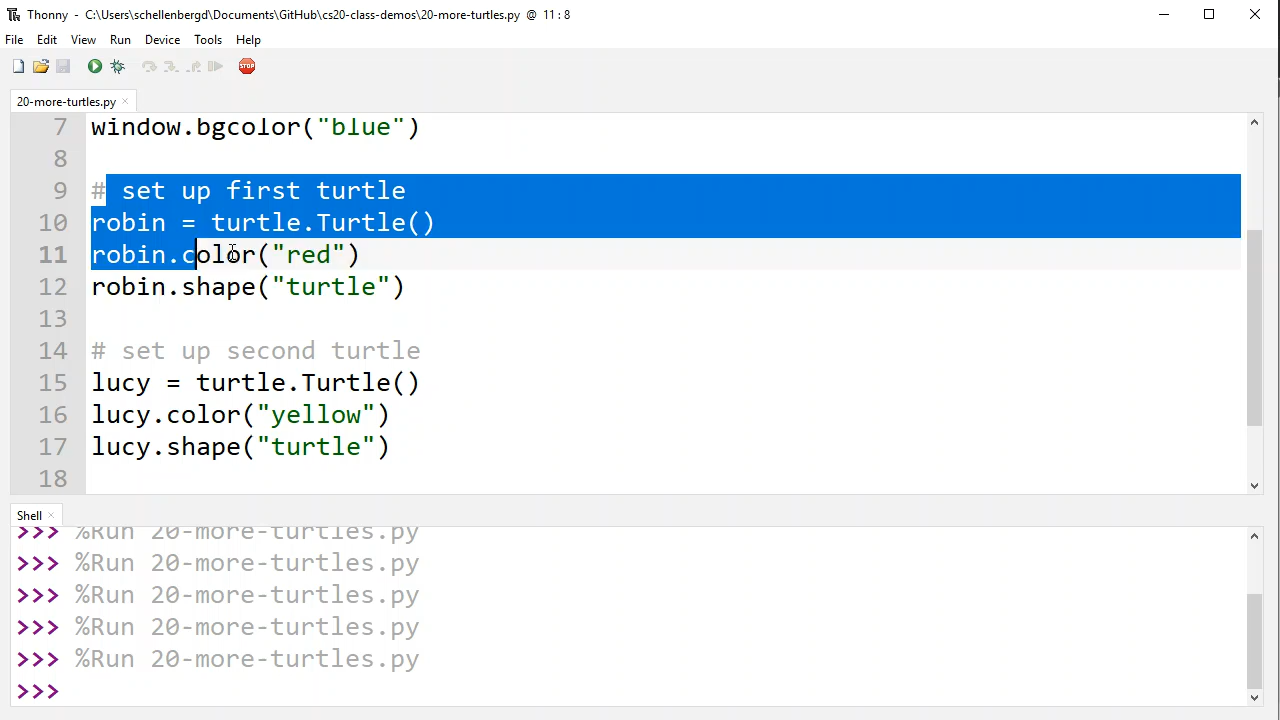 Thonny - C:\Users\schellenbergd\Documents\GitHub\cs20-class-demos\20-more-turtles.py @ 11 : 8
File Edit View Run Device Tools Help
STOP
20-more-turtles.py ×
7 window.bgcolor("blue")
8
9 # set up first turtle
10 robin = turtle.Turtle()
11 robin.color("red")
12 robin.shape("turtle")
13
14 # set up second turtle
15 lucy = turtle.Turtle()
16 lucy.color("yellow")
17 lucy.shape("turtle")
18
Shell ×
>>> %Run 20-more-turtles.py
>>> %Run 20-more-turtles.py
>>> %Run 20-more-turtles.py
>>> %Run 20-more-turtles.py
>>> %Run 20-more-turtles.py
>>>